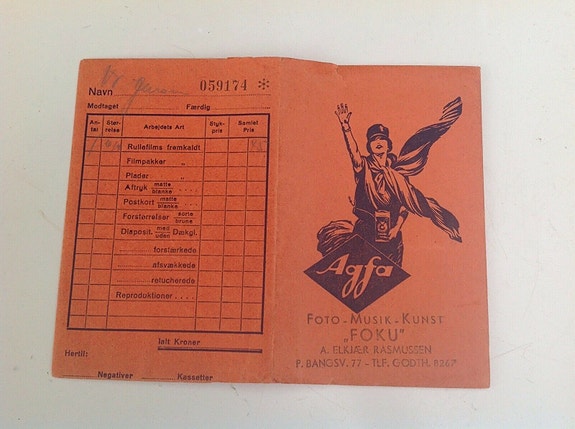 059174 *
Navn
Modtaget Færdig
An-tal Stør-relse Arbejdets Art Styk-pris Samlet Pris
Rullefilms fremkaldt
Filmpakker „
Plader „
Aftryk matte blanke
Postkort matte blanke
Forstørrelser sorte brune
Diaposit. med uden Dækgl.
forstærkede
afsvækkede
retucherede
Reproduktioner
Ialt Kroner
Hertil:
Negativer Kassetter
Agfa
FOTO-MUSIK-KUNST
„FOKU"
A. ELKJÆR RASMUSSEN
P. BANGSV. 77 - TLF. GODTH. 8267